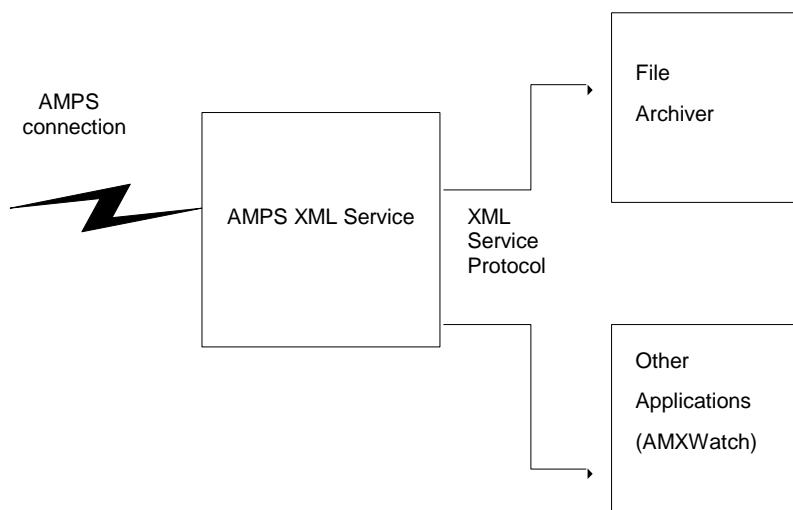 AMPS
connection
AMPS XML Service
XML
Service
Protocol
File
Archiver
Other
Applications
(AMXWatch)